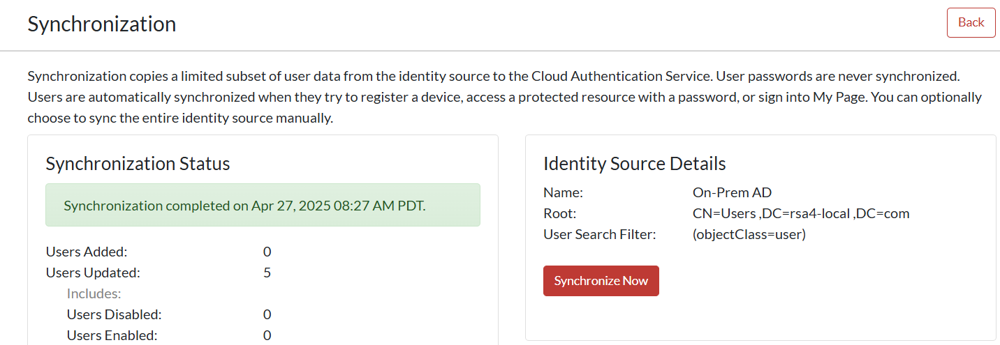 Synchronization
Back
Synchronization copies a limited subset of user data from the identity source to the Cloud Authentication Service. User passwords are never synchronized.
Users are automatically synchronized when they try to register a device, access a protected resource with a password, or sign into My Page. You can optionally
choose to sync the entire identity source manually.
Synchronization Status
Synchronization completed on Apr 27, 2025 08:27 AM PDT.
Users Added: 0
Users Updated: 5
Includes:
Users Disabled: 0
Users Enabled: 0
Identity Source Details
Name: On-Prem AD
Root: CN=Users ,DC=rsa4-local ,DC=com
User Search Filter: (objectClass=user)
Synchronize Now